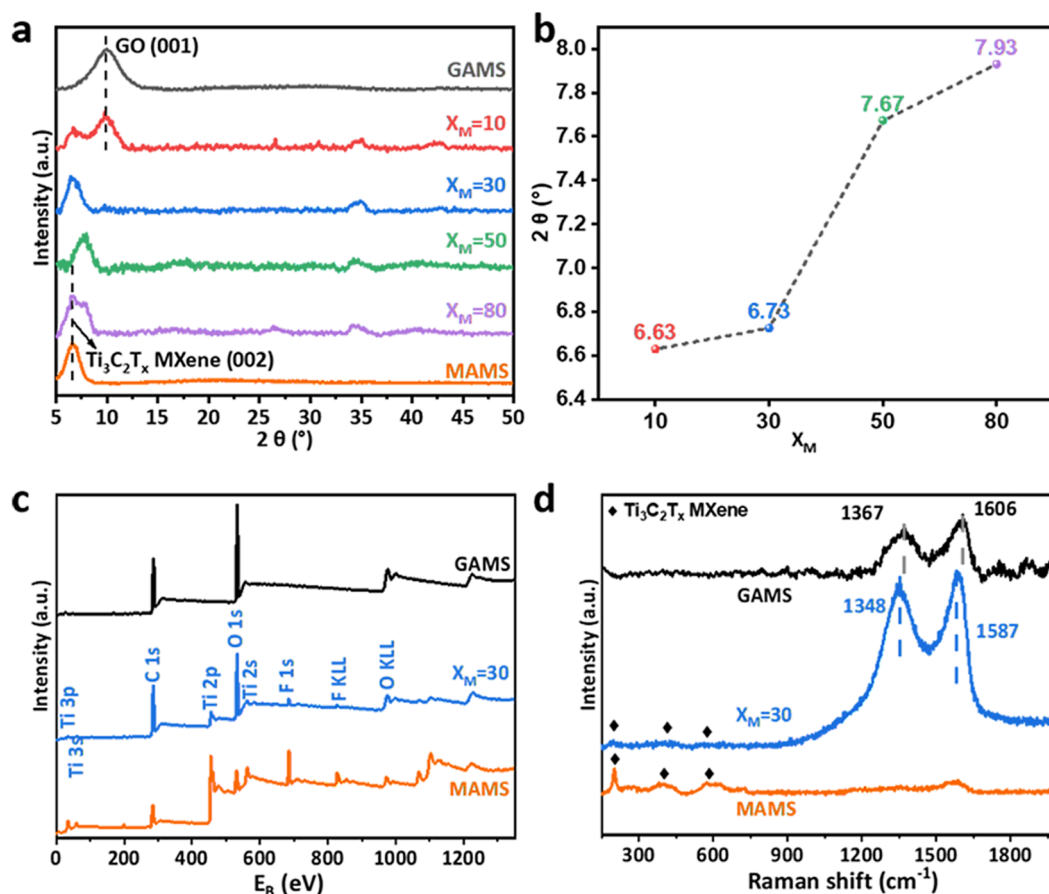 a
GO (001)
GAMS
X_M=10
X_M=30
X_M=50
X_M=80
Ti₃C₂Tₓ MXene (002)
MAMS
Intensity (a.u.)
5 10 15 20 25 30 35 40 45 50
2 θ (°)
b
8.0
7.8
7.6
7.4
7.2
7.0
6.8
6.6
6.4
2 θ (°)
6.63
6.73
7.67
7.93
10 30 50 80
X_M
c
GAMS
X_M=30
MAMS
Ti 3p
Ti 3s
C 1s
Ti 2p
O 1s
Ti 2s
F 1s
F KLL
O KLL
Intensity (a.u.)
0 200 400 600 800 1000 1200
E_B (eV)
d
♦ Ti₃C₂Tₓ MXene
1367
1606
GAMS
1348
1587
X_M=30
MAMS
Intensity (a.u.)
300 600 900 1200 1500 1800
Raman shift (cm⁻¹)